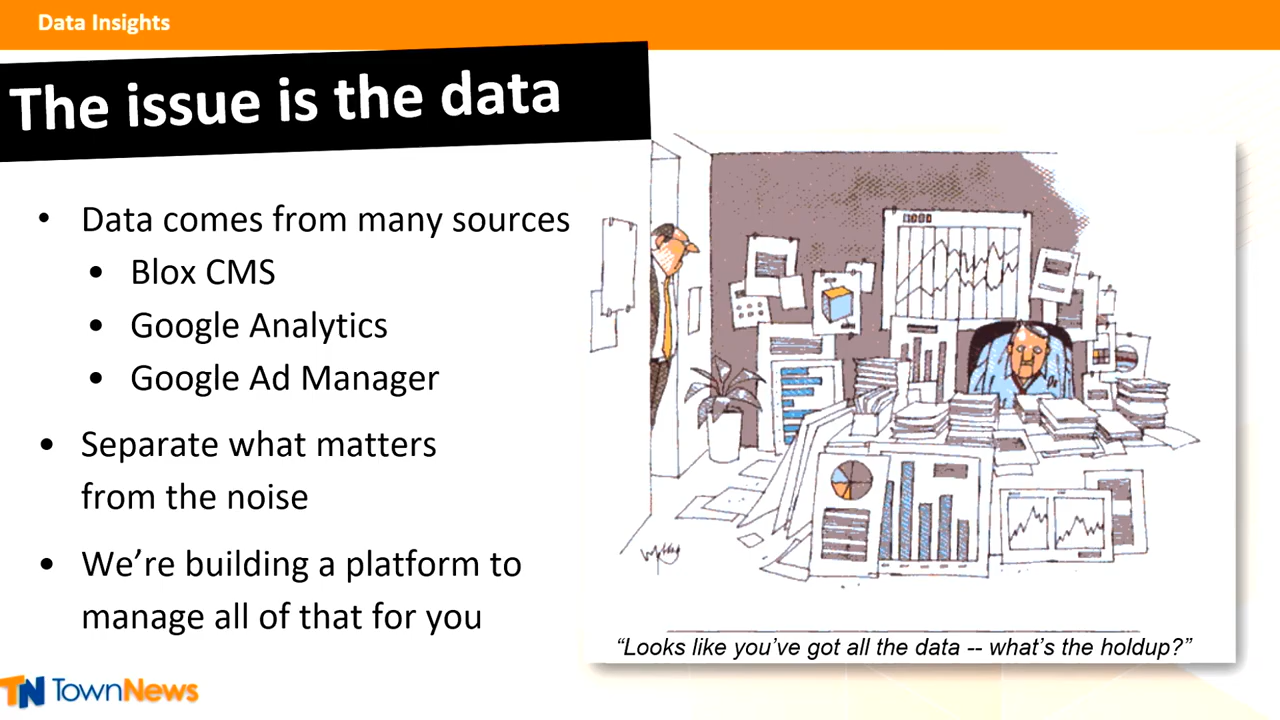 Data Insights
The issue is the data
• Data comes from many sources
• Blox CMS
• Google Analytics
• Google Ad Manager
• Separate what matters
from the noise
• We’re building a platform to
manage all of that for you
“Looks like you’ve got all the data -- what’s the holdup?”
TN TownNews